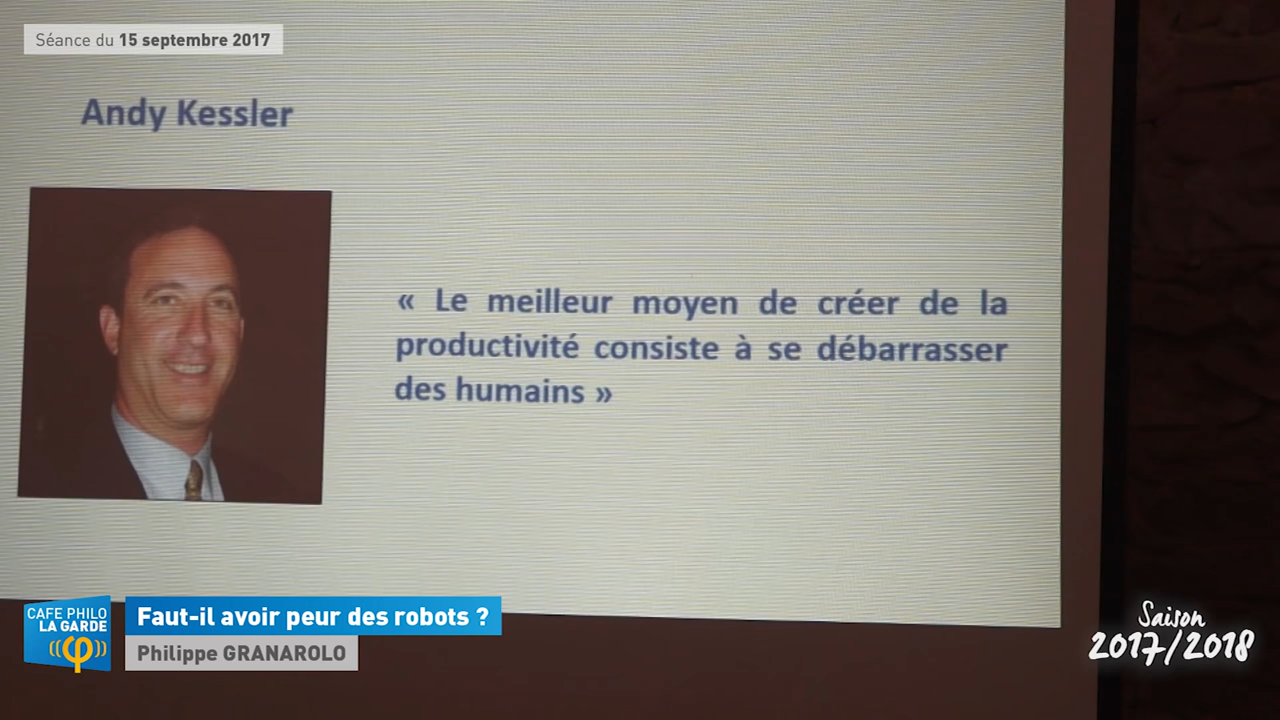 Séance du 15 septembre 2017
Andy Kessler
« Le meilleur moyen de créer de la
productivité consiste à se débarrasser
des humains »
CAFE PHILO
LA GARDE
((φ))
Faut-il avoir peur des robots ?
Philippe GRANAROLO
Saison
2017/2018